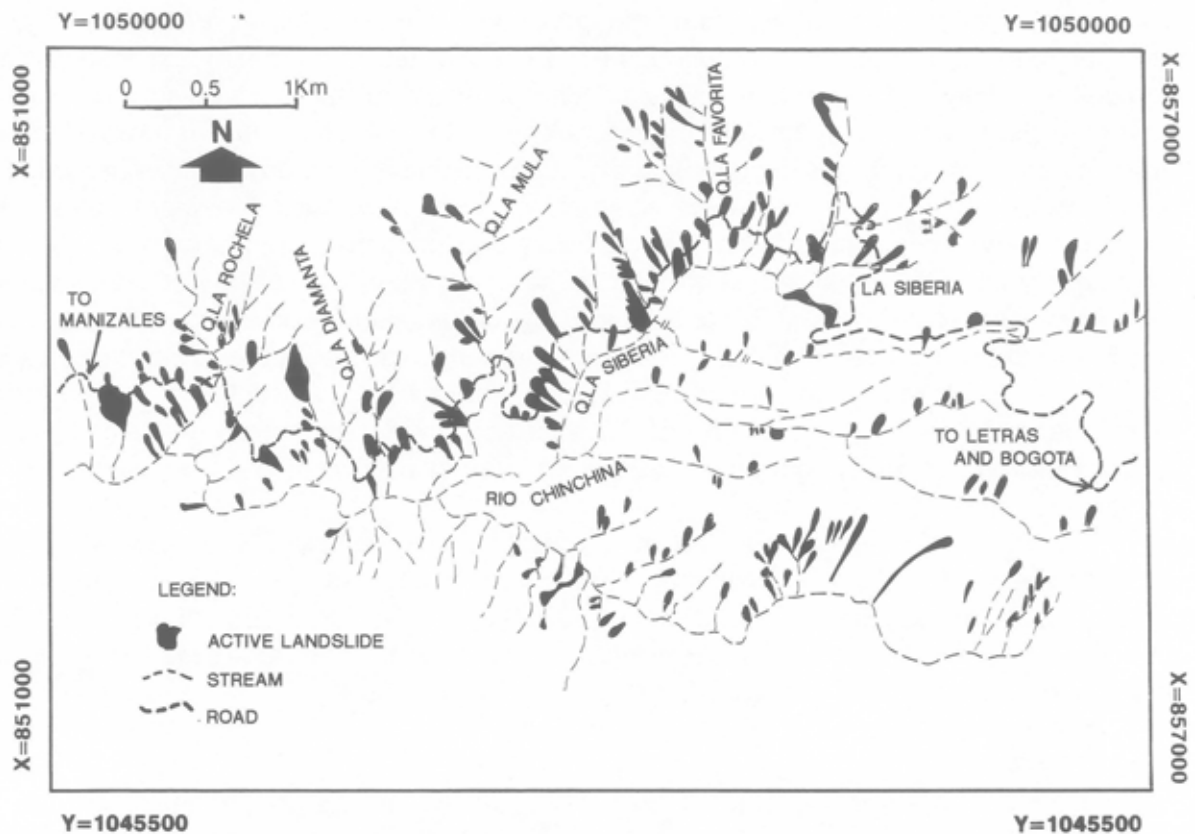 Y=1050000
Y=1050000
X=851000
X=857000
0 0.5 1Km
N
Q.LA FAVORITA
Q.LA MULA
Q.LA ROCHELA
Q.LA DIAMANTA
TO
MANIZALES
LA SIBERIA
Q.LA SIBERIA
TO LETRAS
AND BOGOTA
RIO CHINCHINA
LEGEND:
ACTIVE LANDSLIDE
STREAM
ROAD
X=851000
X=857000
Y=1045500
Y=1045500